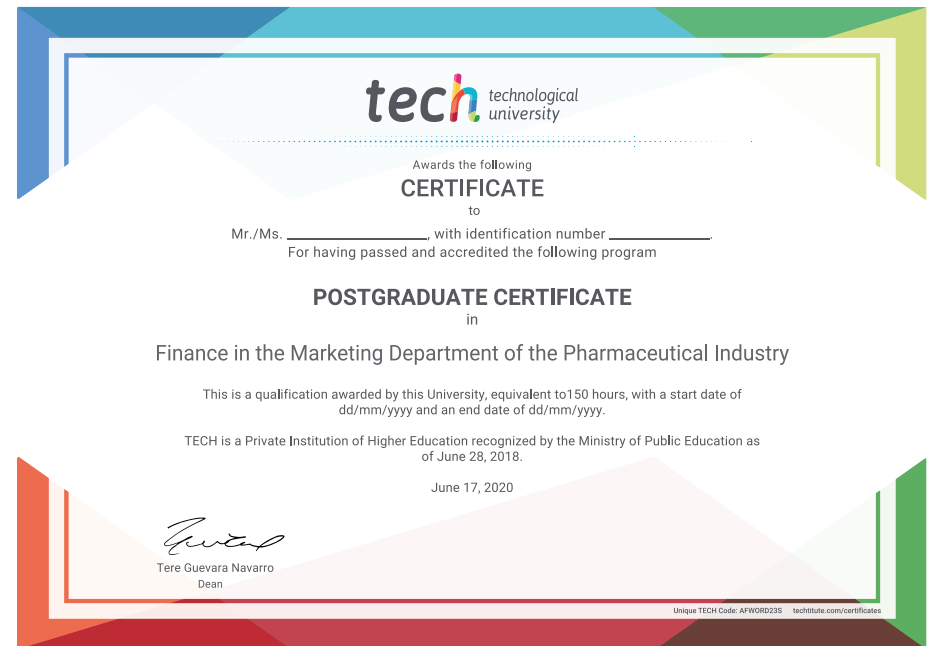 tech technological
university
Awards the following
CERTIFICATE
to
Mr./Ms. ____________________, with identification number ______________.
For having passed and accredited the following program
POSTGRADUATE CERTIFICATE
in
Finance in the Marketing Department of the Pharmaceutical Industry
This is a qualification awarded by this University, equivalent to150 hours, with a start date of
dd/mm/yyyy and an end date of dd/mm/yyyy.
TECH is a Private Institution of Higher Education recognized by the Ministry of Public Education as
of June 28, 2018.
June 17, 2020
Tere Guevara Navarro
Dean
Unique TECH Code: AFWORD23S techtitute.com/certificates